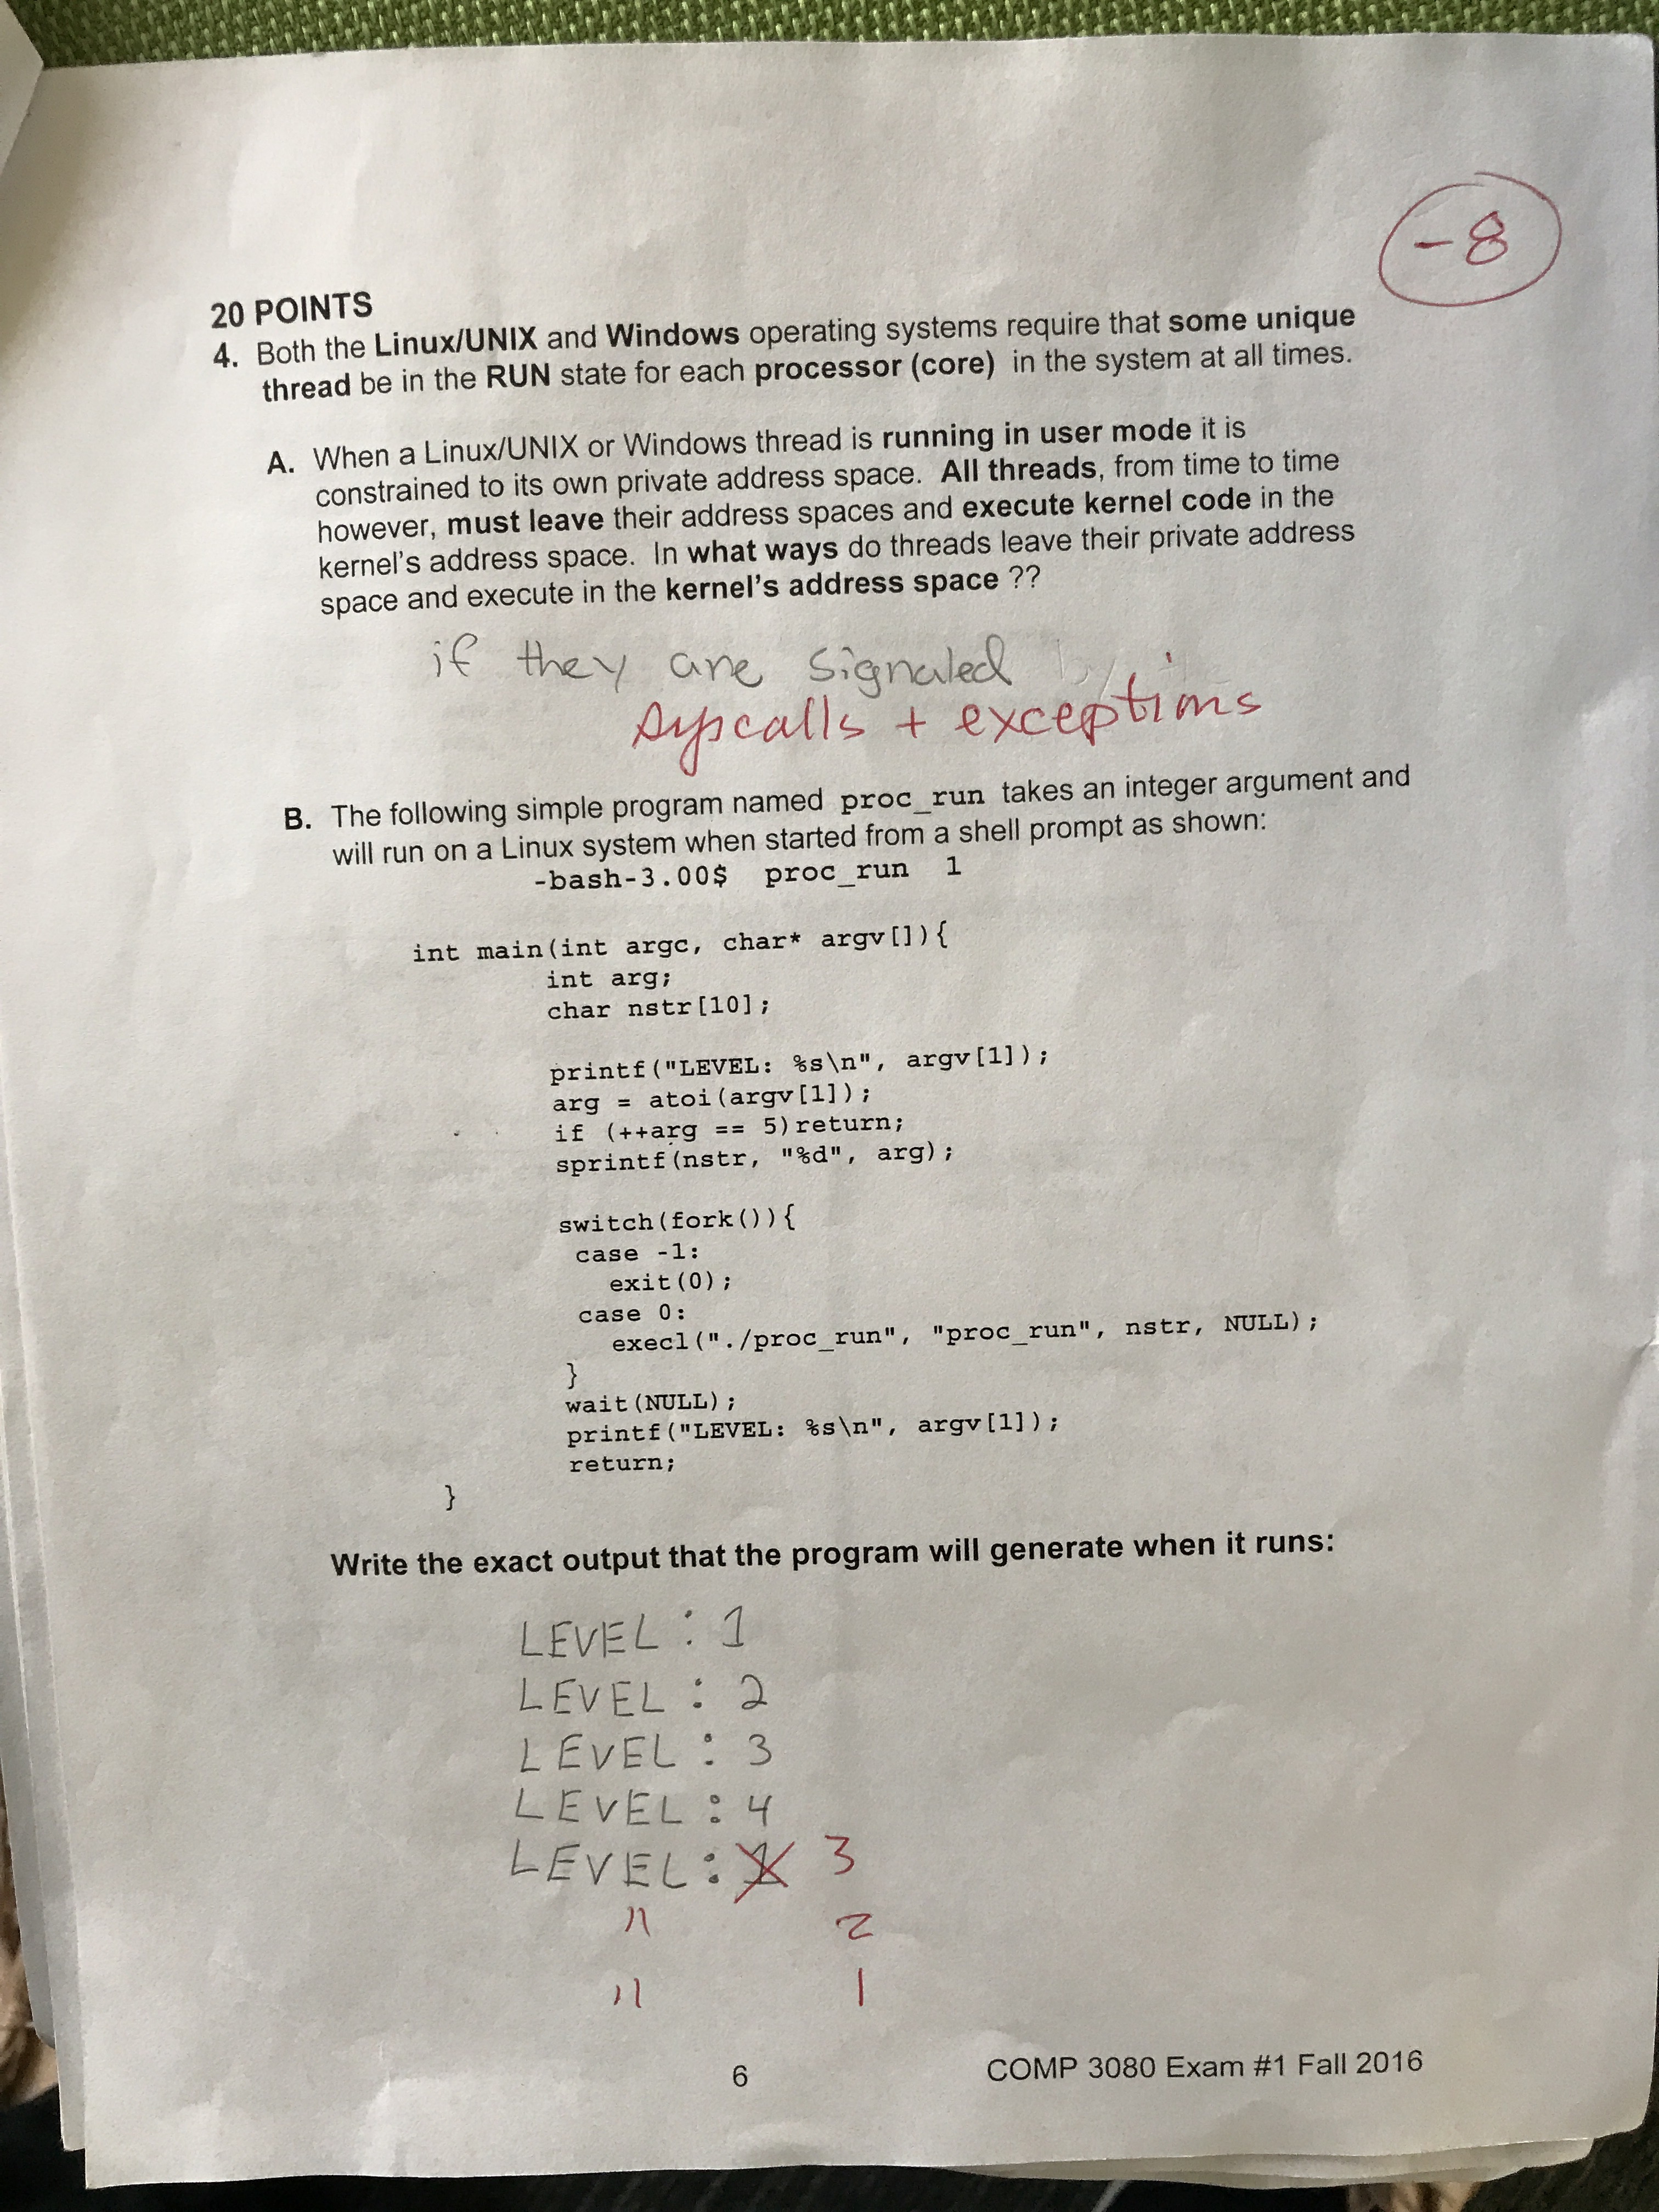 -8
20 POINTS
4. Both the Linux/UNIX and Windows operating systems require that some unique
thread be in the RUN state for each processor (core) in the system at all times.
A. When a Linux/UNIX or Windows thread is running in user mode it is
constrained to its own private address space. All threads, from time to time
however, must leave their address spaces and execute kernel code in the
kernel's address space. In what ways do threads leave their private address
space and execute in the kernel's address space ??
if they are signaled
syscalls + exceptions
B. The following simple program named proc_run takes an integer argument and
will run on a Linux system when started from a shell prompt as shown:
-bash-3.00$ proc_run 1
int main(int argc, char* argv[]){
int arg;
char nstr[10];
printf("LEVEL: %s\n", argv[1]);
arg = atoi(argv[1]);
if (++arg == 5)return;
sprintf(nstr, "%d", arg);
switch(fork()){
case -1:
exit(0);
case 0:
execl("./proc_run", "proc_run", nstr, NULL);
}
wait(NULL);
printf("LEVEL: %s\n", argv[1]);
return;
}
Write the exact output that the program will generate when it runs:
LEVEL: 1
LEVEL: 2
LEVEL: 3
LEVEL: 4
LEVEL: 3
" 2
" 1
6 COMP 3080 Exam #1 Fall 2016